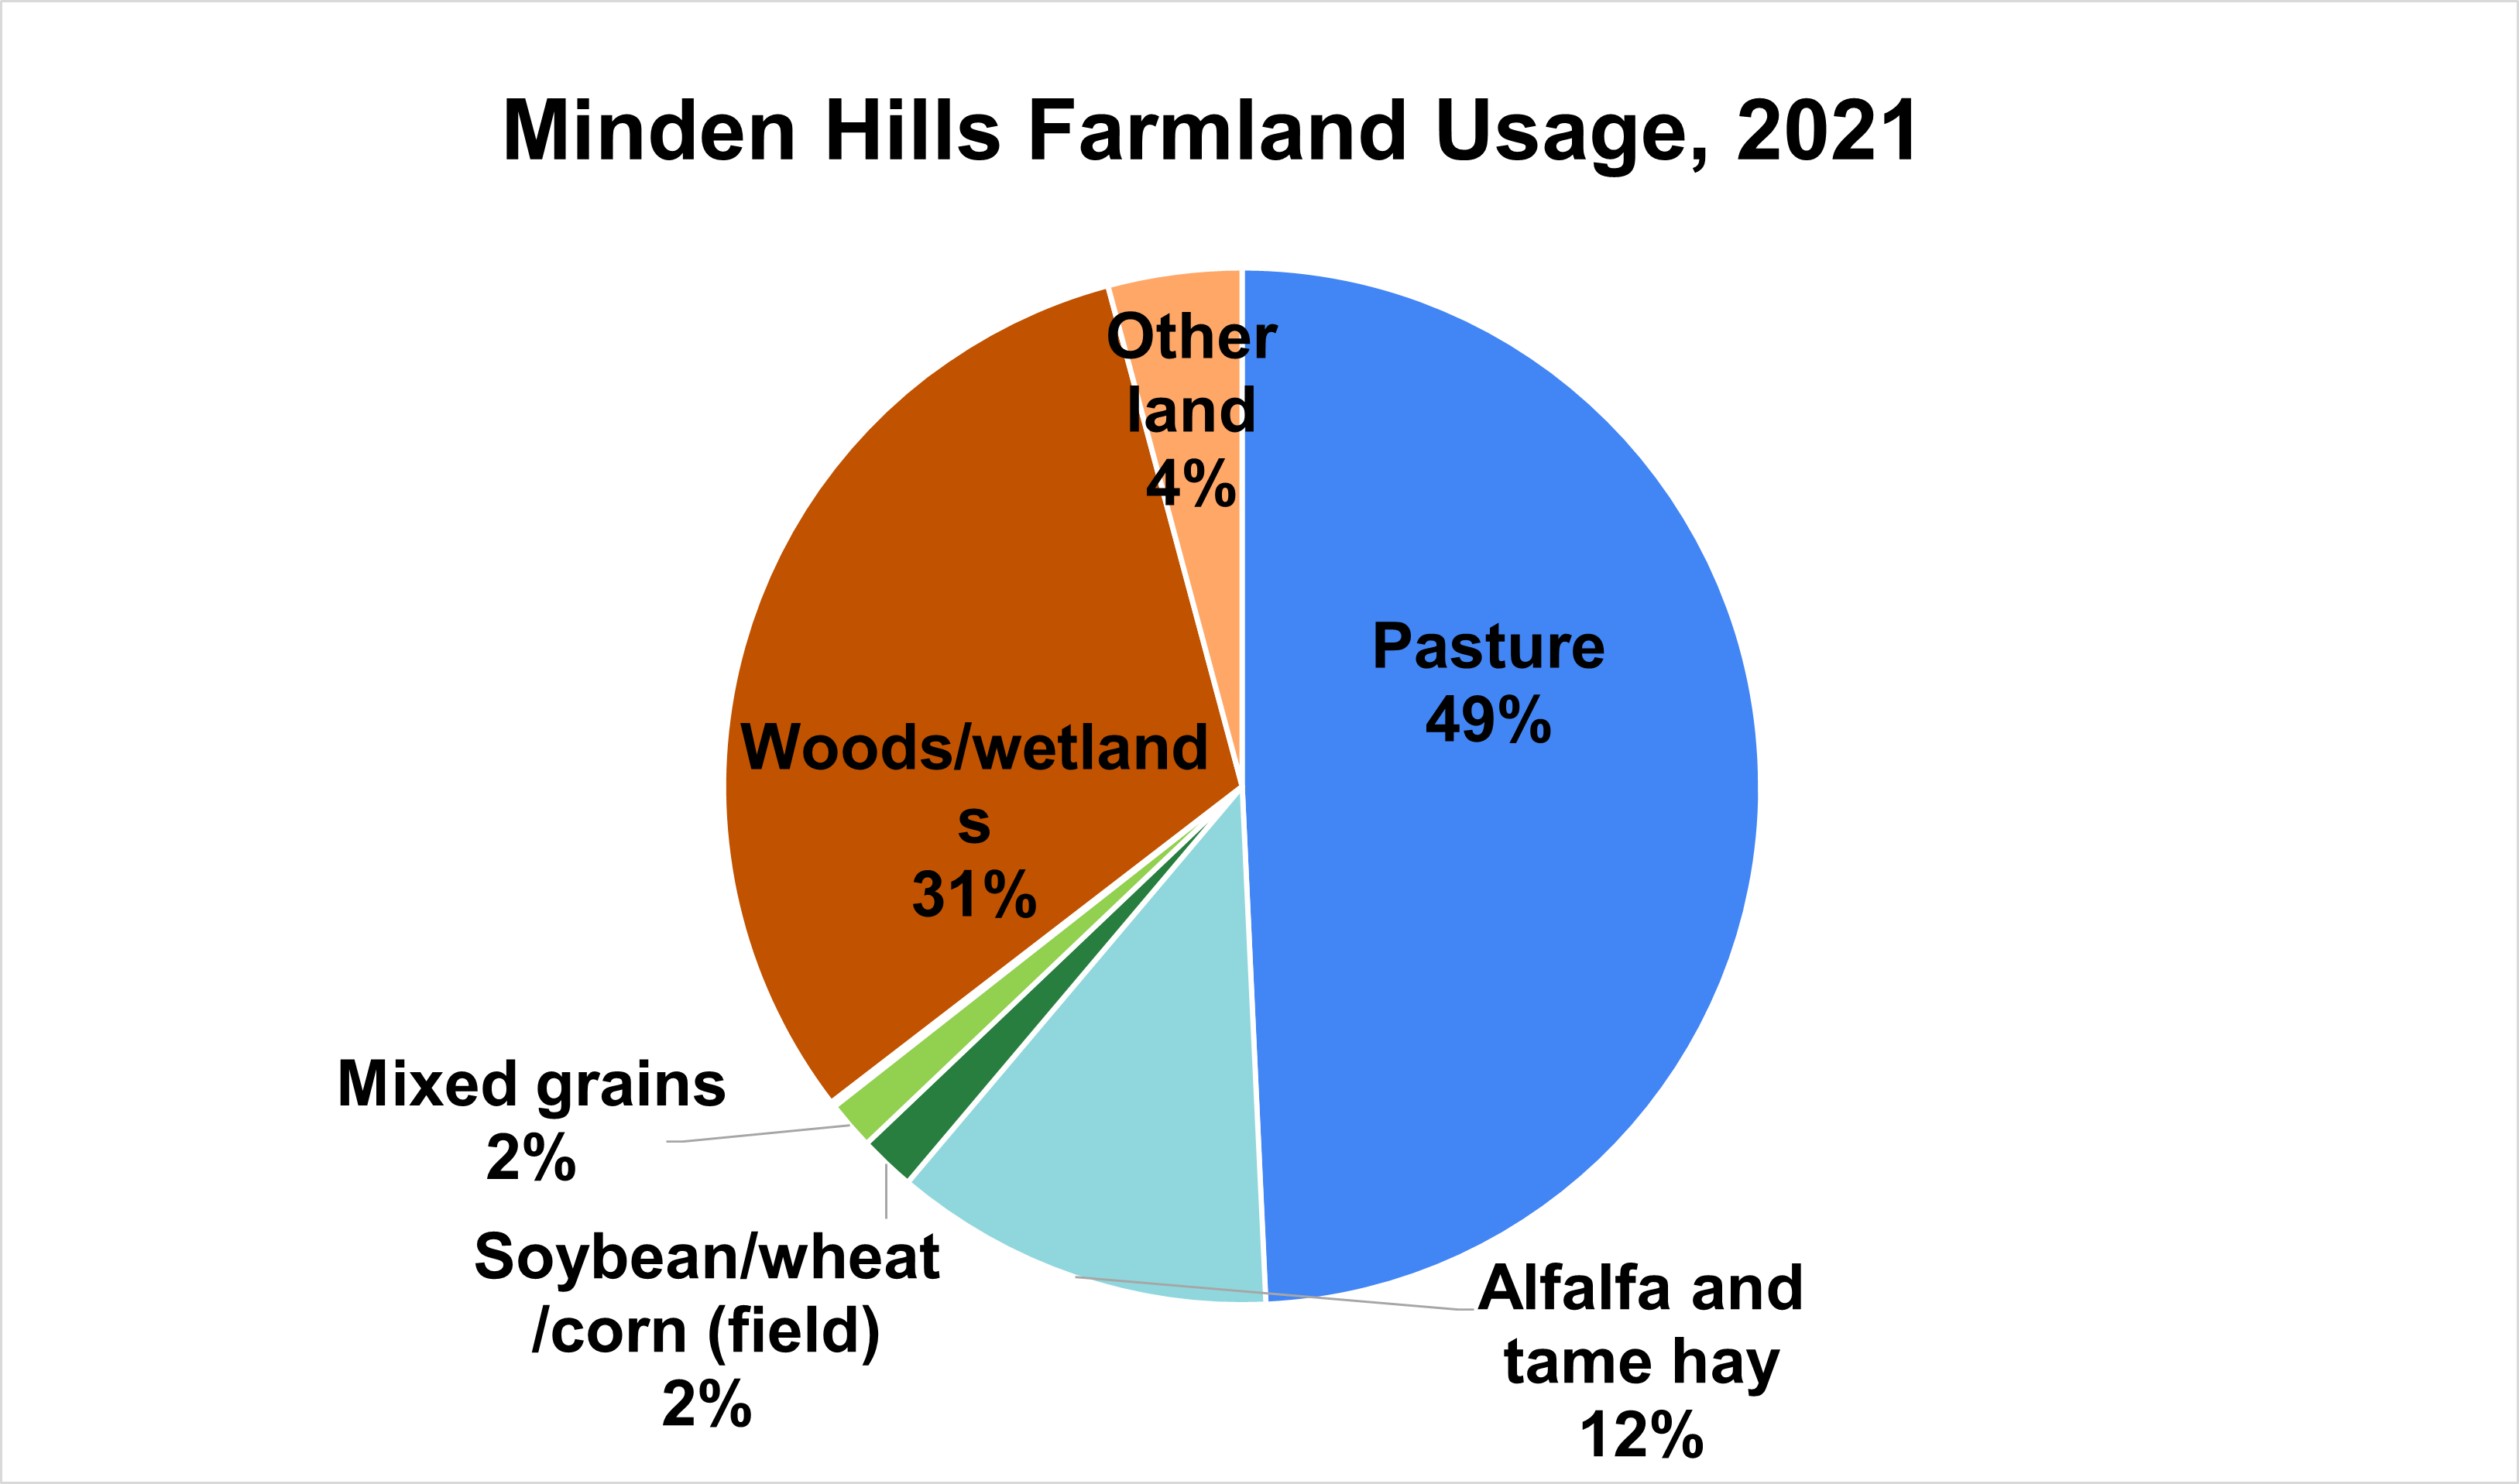 Minden Hills Farmland Usage, 2021
Other
land
4%
Pasture
49%
Woods/wetland
s
31%
Mixed grains
2%
Soybean/wheat
/corn (field)
2%
Alfalfa and
tame hay
12%